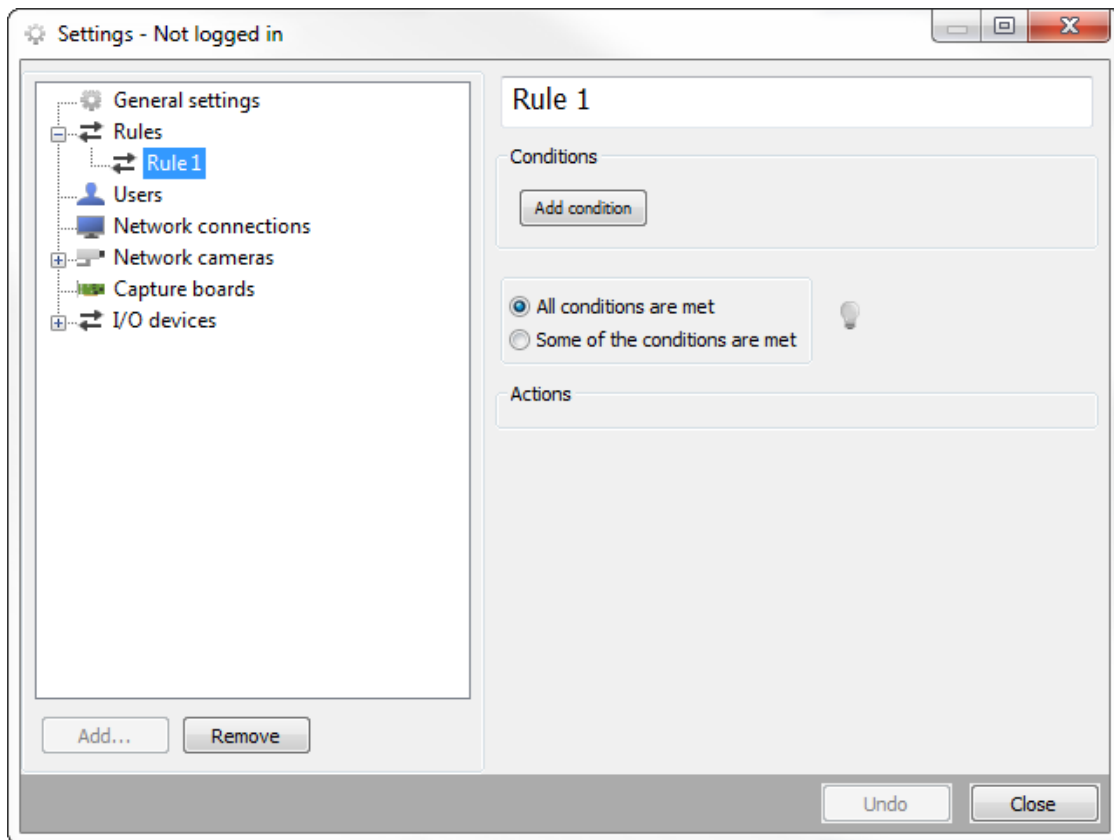 Settings - Not logged in
General settings
Rules
Rule 1
Users
Network connections
Network cameras
Capture boards
I/O devices
Add...
Remove
Rule 1
Conditions
Add condition
All conditions are met
Some of the conditions are met
Actions
Undo
Close